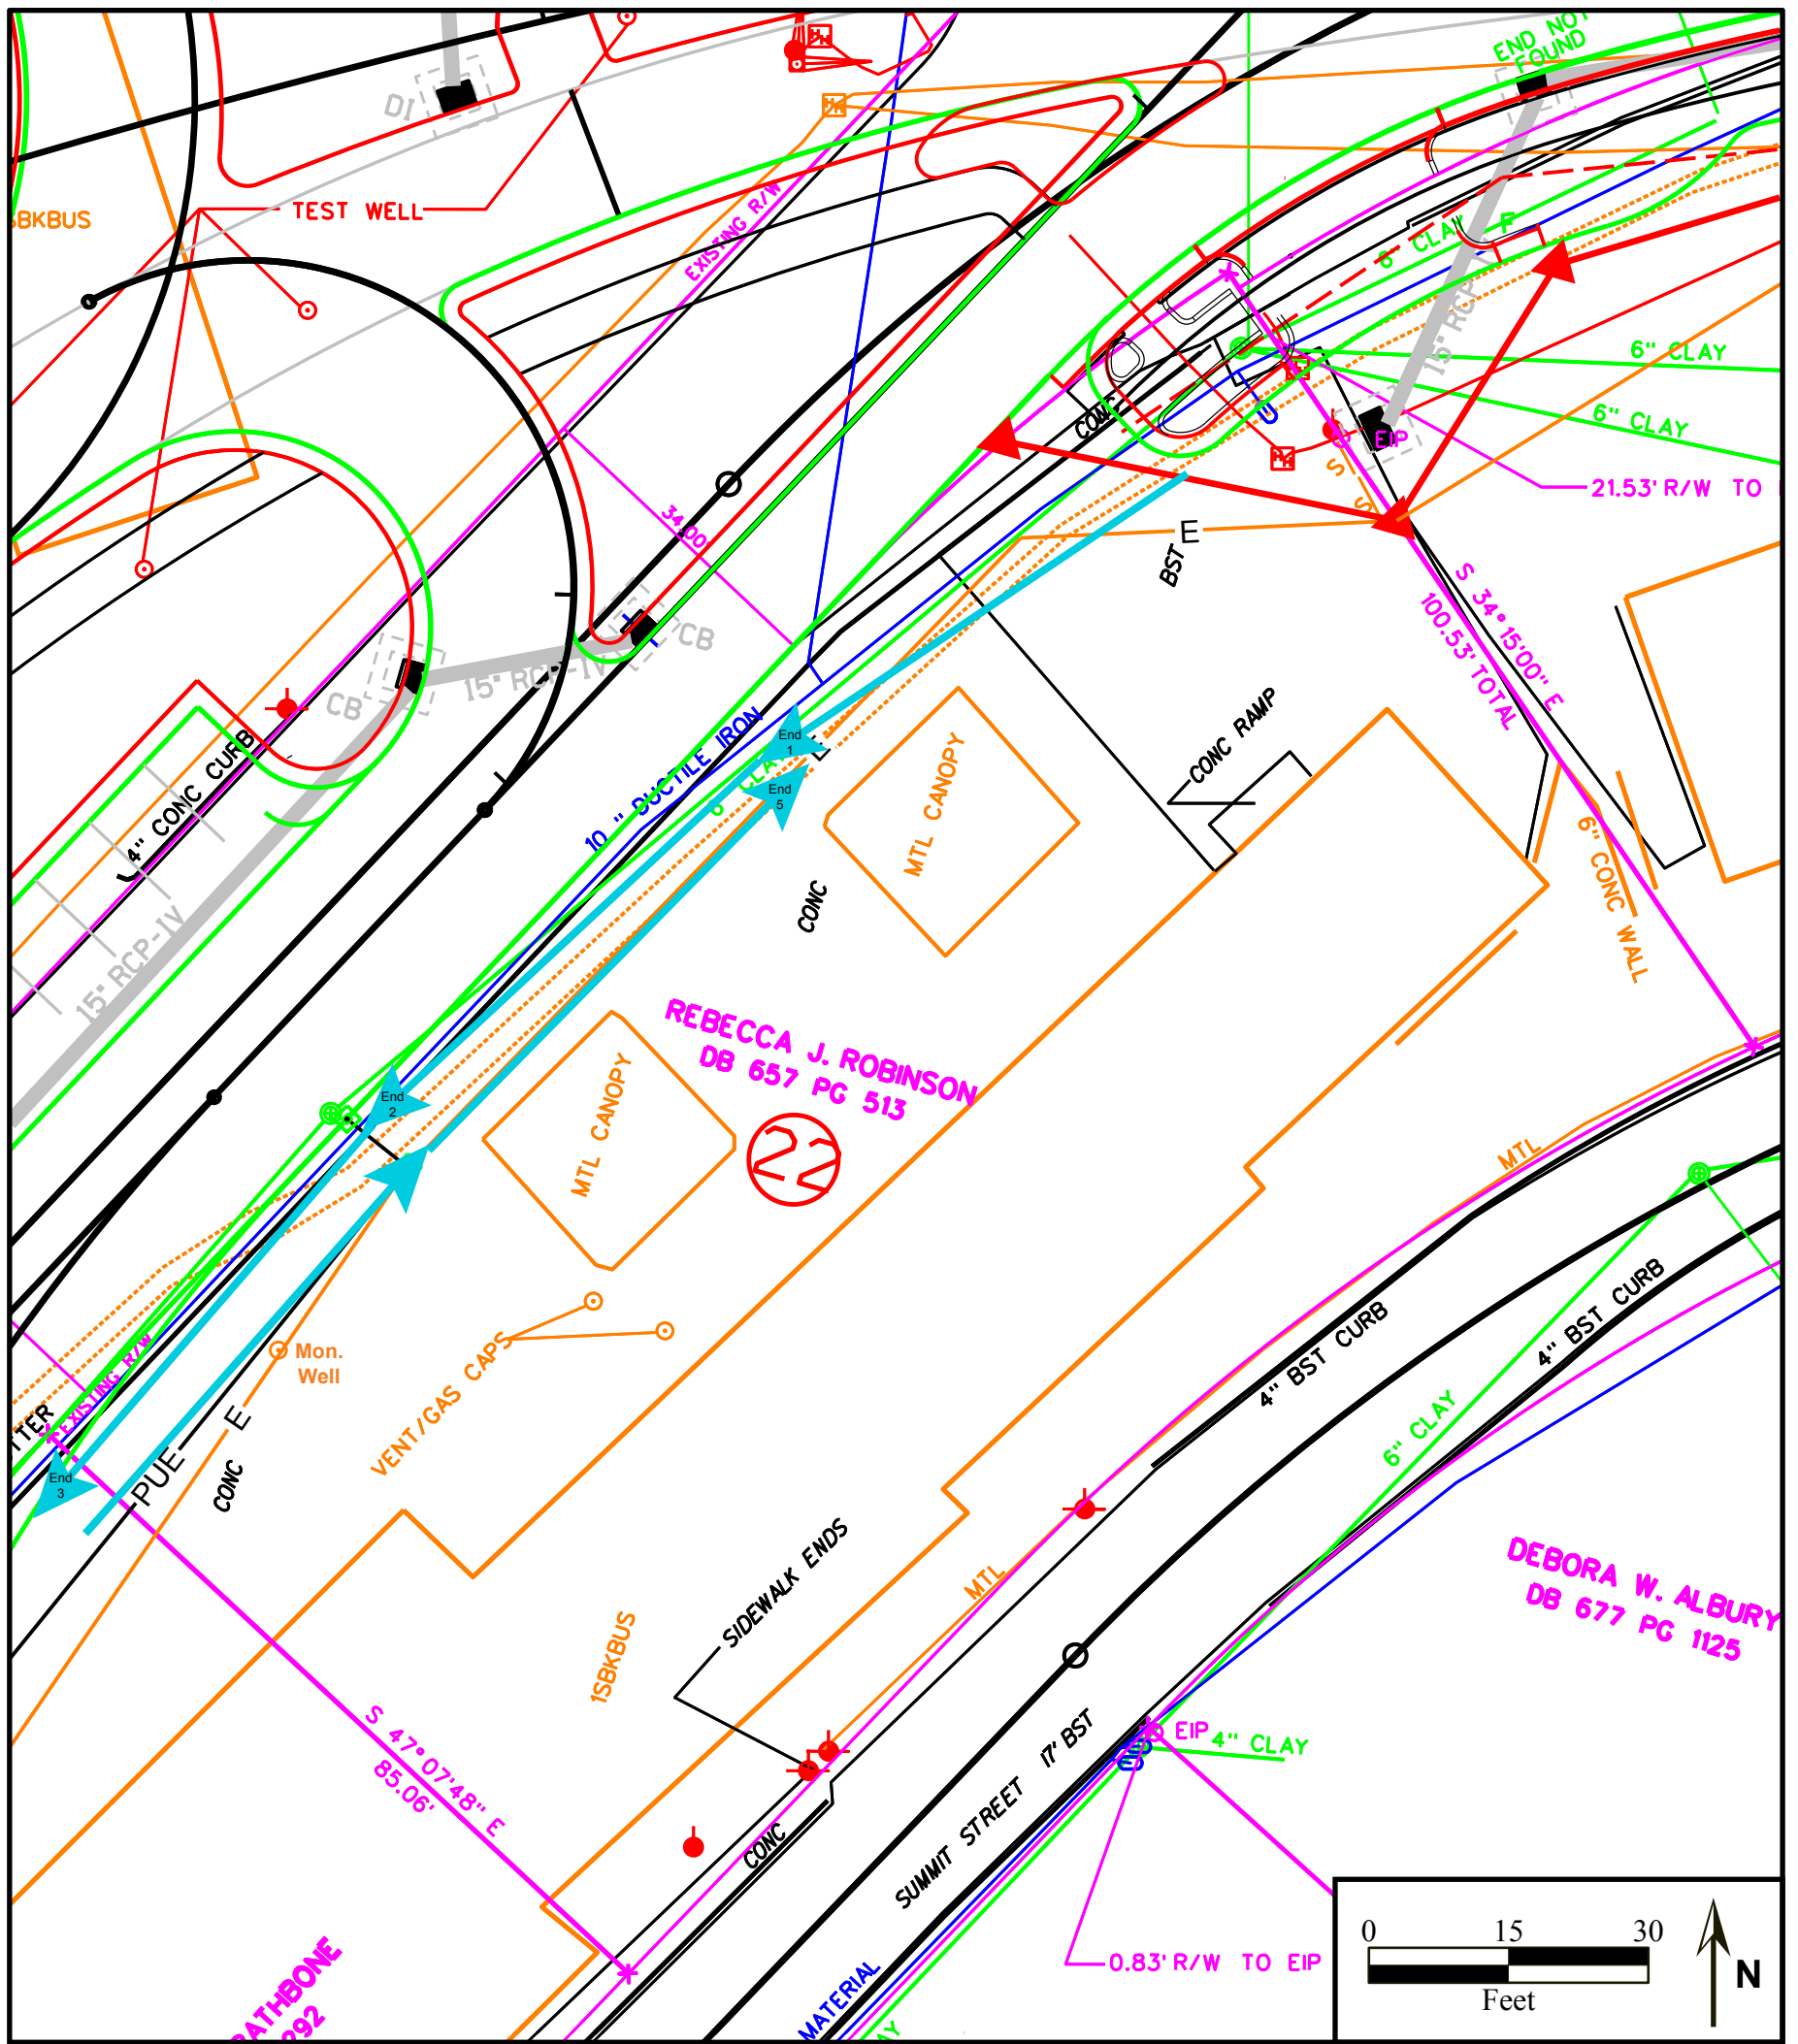 END NOT
FOUND
DI
SBKBUS
TEST WELL
EXISTING R/W
6" CLAY
F
15" RCP-IV
6" CLAY
6" CLAY
CONC
EIP
S
S
21.53' R/W TO
E
BST
34.00'
S 34°15'00" E
100.53' TOTAL
CB
15" RCP-IV
CB
4" CONC CURB
10" DUCTILE IRON
End
1
End
5
MTL CANOPY
CONC RAMP
CONC
6" CONC WALL
15" RCP-IV
REBECCA J. ROBINSON
DB 657 PG 513
22
End
2
MTL CANOPY
MTL
4" BST CURB
4" BST CURB
Mon.
Well
VENT/GAS CAPS
EXISTING R/W
TTER
E
PUE
CONC
End
3
6" CLAY
SIDEWALK ENDS
MTL
1SBKBUS
DEBORA W. ALBURY
DB 677 PG 1125
S 47°07'48" E
85.06'
EIP
4" CLAY
SUMMIT STREET 17' BST
CONC
0.83' R/W TO EIP
MATERIAL
AY
RATHBONE
292
0 15 30
Feet
N